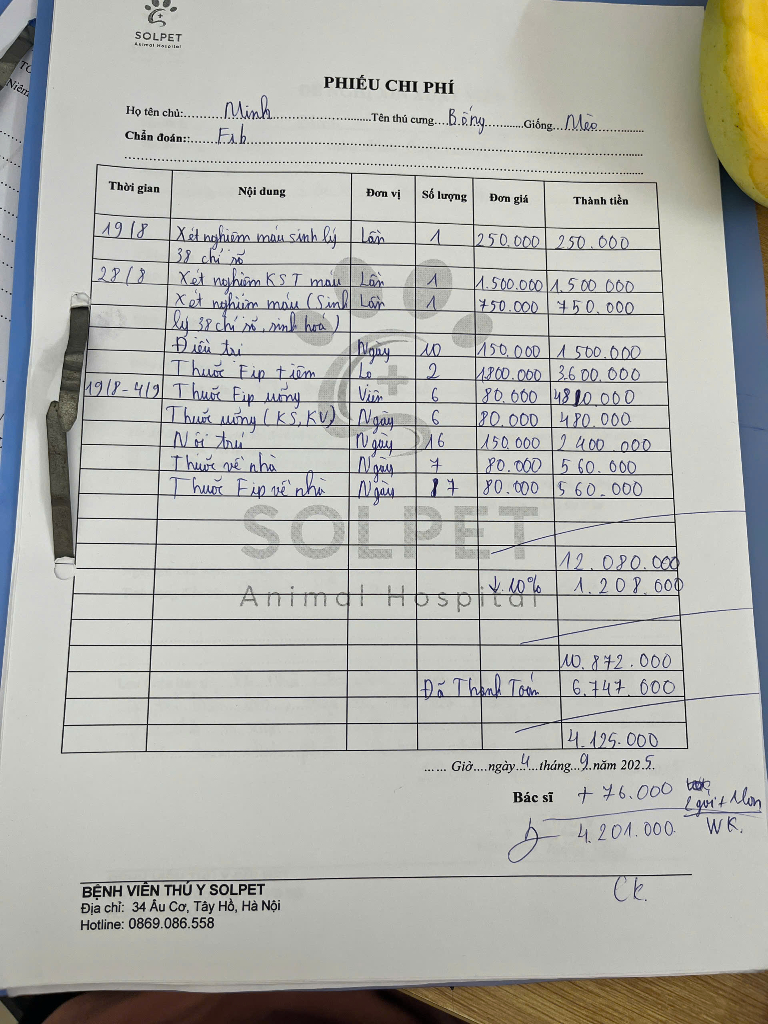 SOLPET
Animal Hospital
PHIẾU CHI PHÍ
Họ tên chủ:......Minh......Tên thú cưng...Bống......Giống...Mèo......
Chẩn đoán::......Fib......
Thời gian Nội dung Đơn vị Số lượng Đơn giá Thành tiền
19/8 Xét nghiệm máu sinh lý Lần 1 250.000 250.000
38 chỉ số
28/8 Xét nghiệm KST máu Lần 1 1.500.000 1.500 000
Xét nghiệm máu (Sinh Lần 1 750.000 750.000
lý 38 chỉ số, sinh hoá)
Điều trị Ngày 10 150.000 1 500.000
Thuốc Fip tiêm Lọ 2 1800.000 3.600.000
19/8-4/9 Thuốc Fip uống Viên 6 80.000 480.000
Thuốc uống (KS, KV) Ngày 6 80.000 480.000
Nội trú Ngày 16 150.000 2 400 000
Thuốc về nhà Ngày 7 80.000 560.000
Thuốc Fip về nhà Ngày 7 80.000 560.000
SOLPET
Animal Hospital
12.080.000
↓ 10% 1.208.000
10.872.000
Đã Thanh Toán 6.747.000
4.125.000
...... Giờ....ngày 4 tháng 9 năm 2025
Bác sĩ + 76.000 2 gói + 1 lon
4.201.000 WK.
Ck.
BỆNH VIỆN THÚ Y SOLPET
Địa chỉ: 34 Âu Cơ, Tây Hồ, Hà Nội
Hotline: 0869.086.558